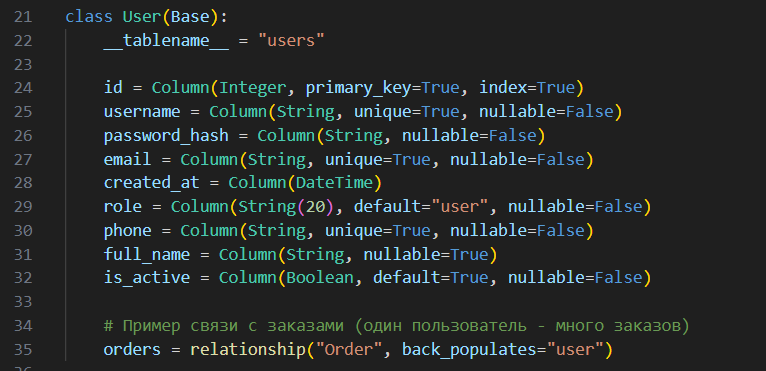 21 class User(Base):
22     __tablename__ = "users"
23
24     id = Column(Integer, primary_key=True, index=True)
25     username = Column(String, unique=True, nullable=False)
26     password_hash = Column(String, nullable=False)
27     email = Column(String, unique=True, nullable=False)
28     created_at = Column(DateTime)
29     role = Column(String(20), default="user", nullable=False)
30     phone = Column(String, unique=True, nullable=False)
31     full_name = Column(String, nullable=True)
32     is_active = Column(Boolean, default=True, nullable=False)
33
34     # Пример связи с заказами (один пользователь - много заказов)
35     orders = relationship("Order", back_populates="user")